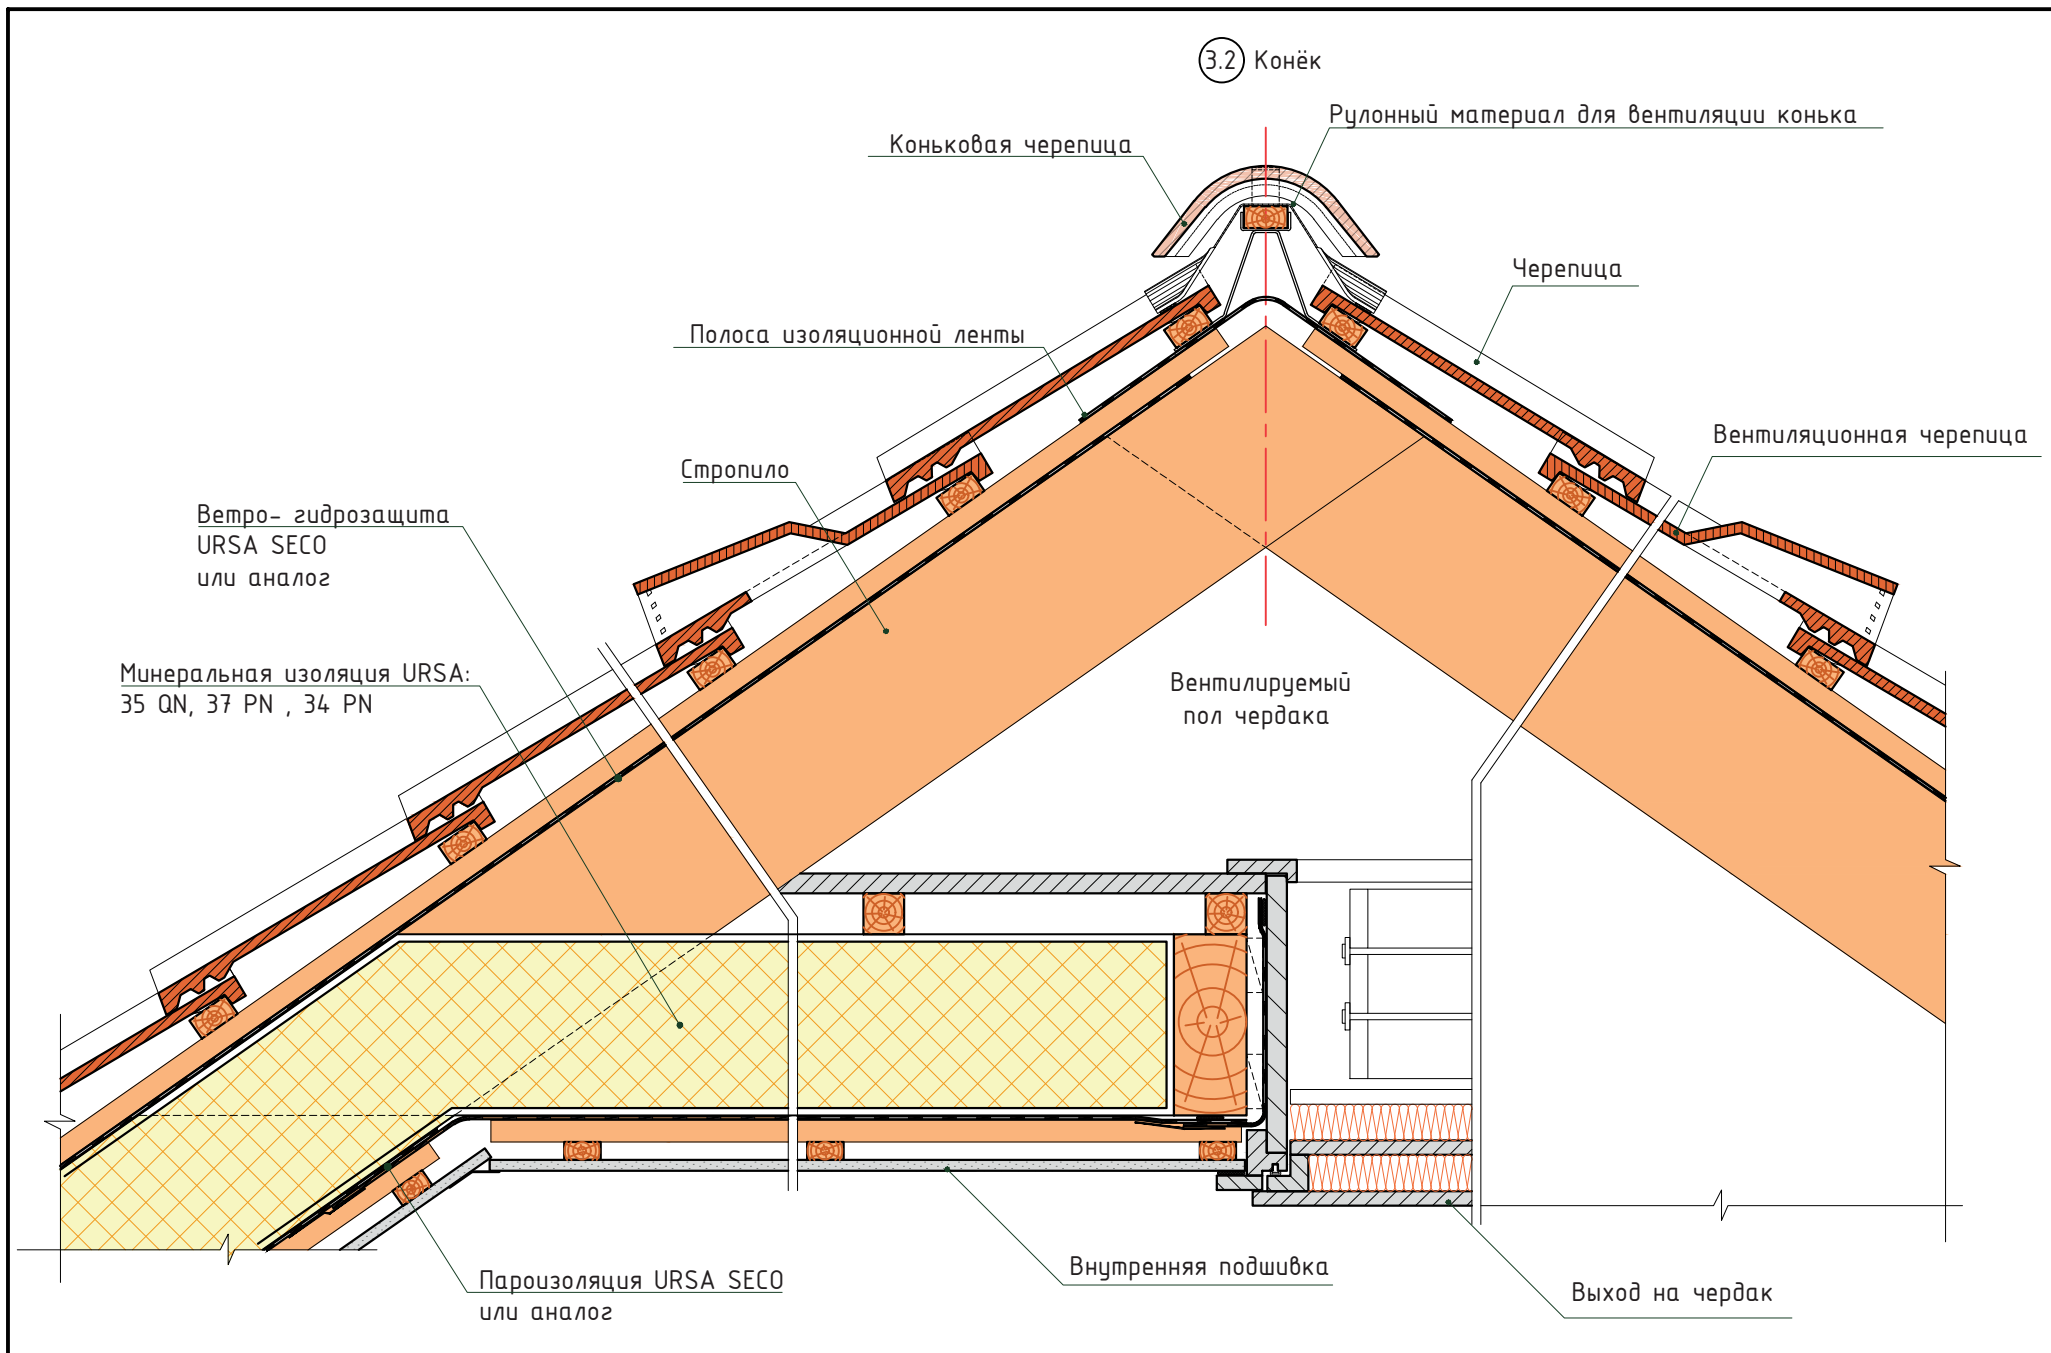 3.2 Конёк
Рулонный материал для вентиляции конька
Коньковая черепица
Черепица
Полоса изоляционной ленты
Вентиляционная черепица
Стропило
Ветро- гидрозащита
URSA SECO
или аналог
Минеральная изоляция URSA:
35 QN, 37 PN , 34 PN
Вентилируемый
пол чердака
Пароизоляция URSA SECO
или аналог
Внутренняя подшивка
Выход на чердак